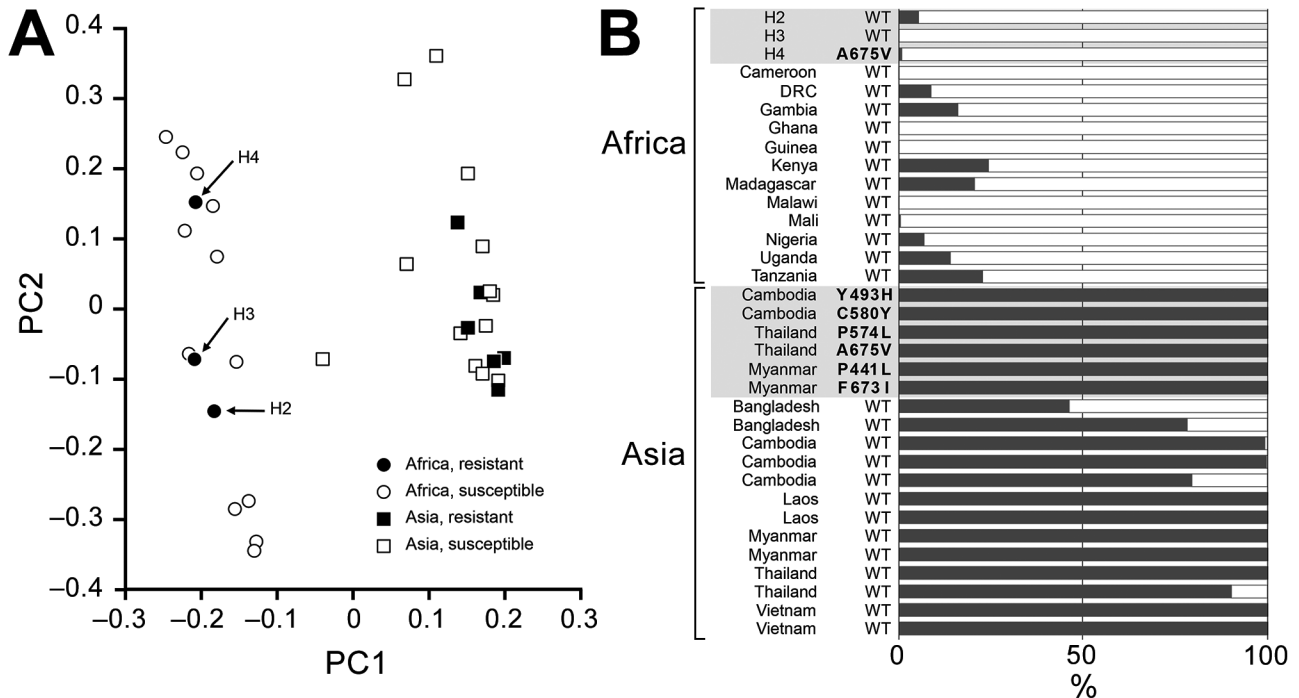 A
0.4
0.3
0.2
0.1
0
–0.1
–0.2
–0.3
–0.4
PC2
H4
H3
H2
Africa, resistant
Africa, susceptible
Asia, resistant
Asia, susceptible
–0.3 –0.2 –0.1 0 0.1 0.2 0.3
PC1
B
Africa
H2 WT
H3 WT
H4 A675V
Cameroon WT
DRC WT
Gambia WT
Ghana WT
Guinea WT
Kenya WT
Madagascar WT
Malawi WT
Mali WT
Nigeria WT
Uganda WT
Tanzania WT
Asia
Cambodia Y493H
Cambodia C580Y
Thailand P574L
Thailand A675V
Myanmar P441L
Myanmar F673I
Bangladesh WT
Bangladesh WT
Cambodia WT
Cambodia WT
Cambodia WT
Laos WT
Laos WT
Myanmar WT
Myanmar WT
Thailand WT
Thailand WT
Vietnam WT
Vietnam WT
0 50 100
%